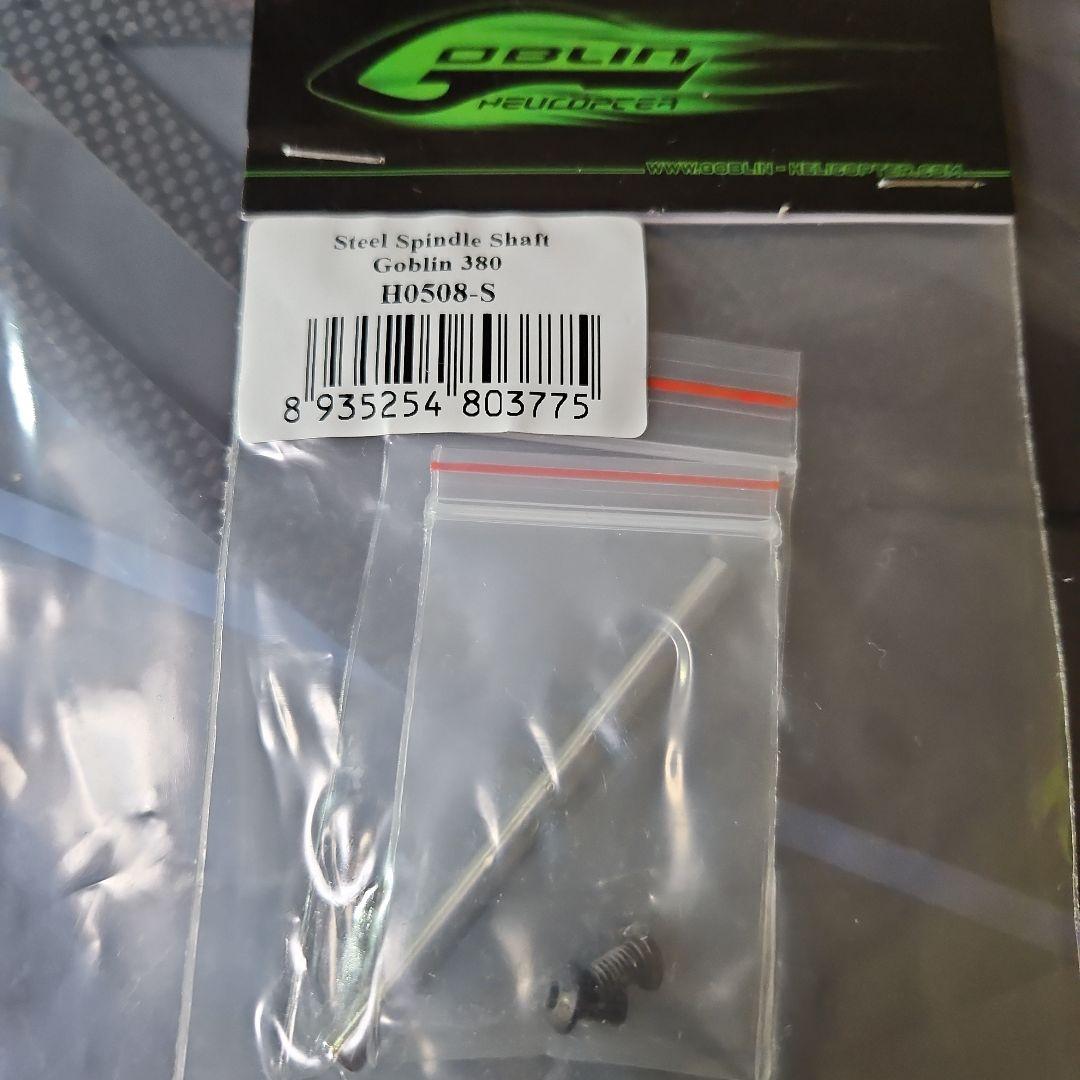 GOBLIN
HELICOPTER
WWW.GOBLIN-HELICOPTER.COM
Steel Spindle Shaft
Goblin 380
H0508-S
8 935254 803775